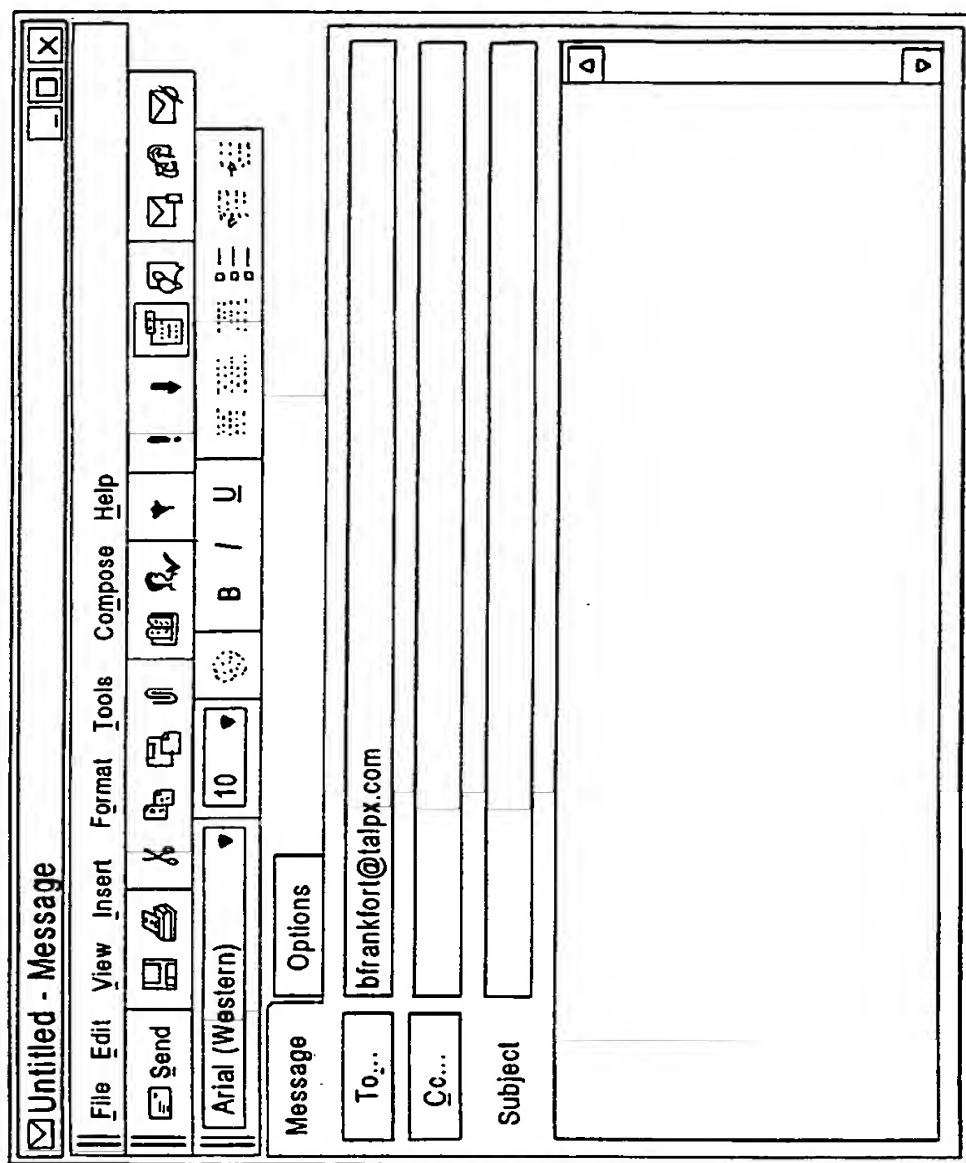 Untitled - Message
File Edit View Insert Format Tools Compose Help
Send
Arial (Western) 10 B I U
Message Options
To... bfrankfort@talpx.com
Cc...
Subject